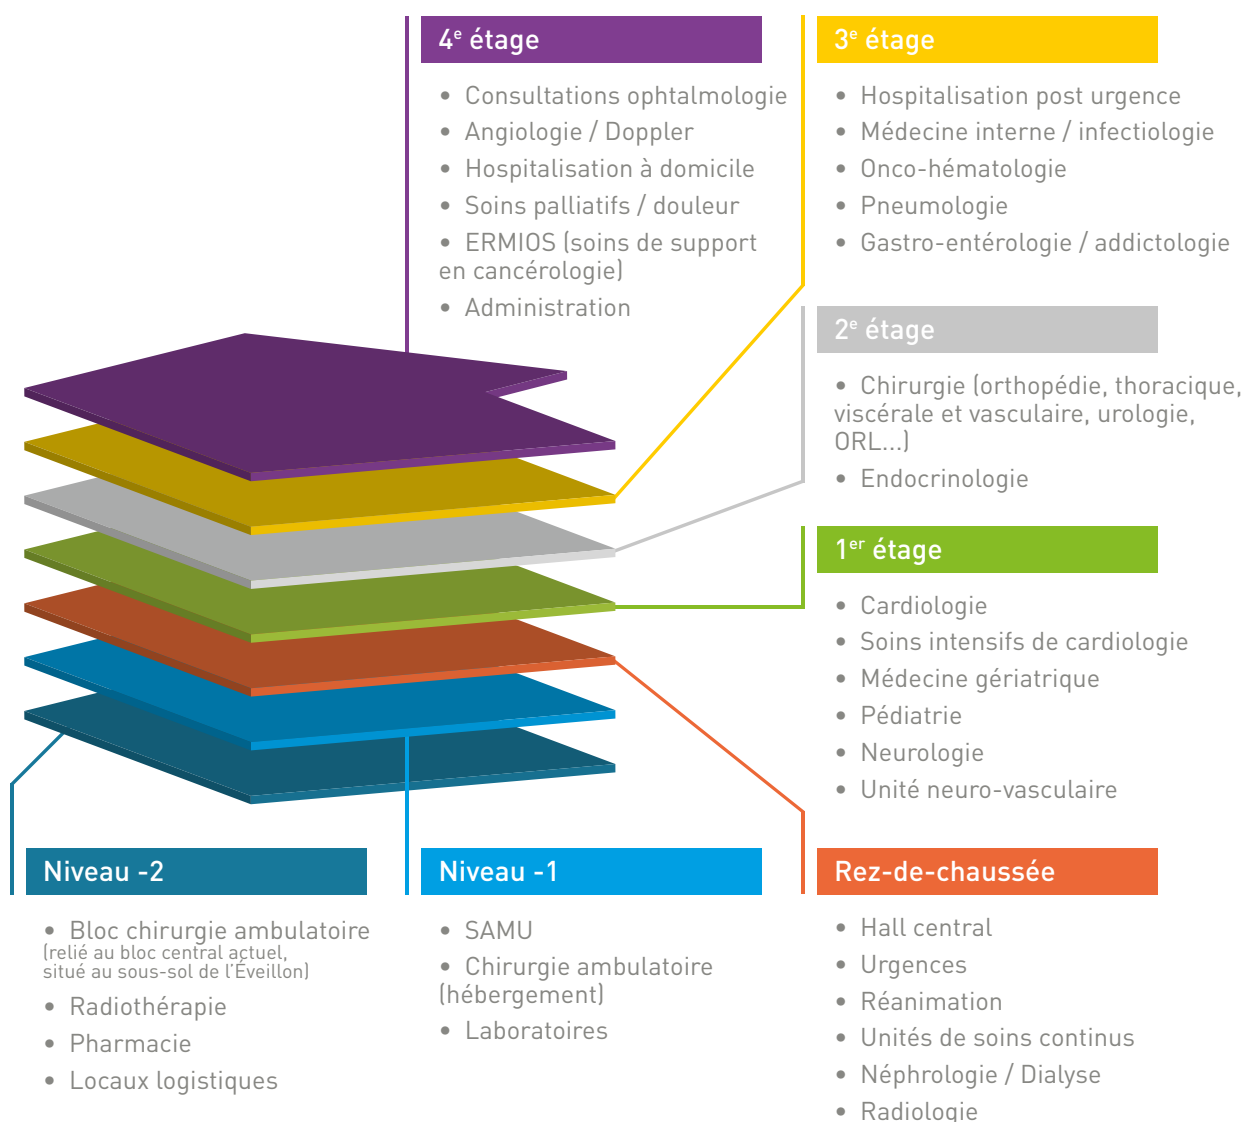 4e étage
• Consultations ophtalmologie
• Angiologie / Doppler
• Hospitalisation à domicile
• Soins palliatifs / douleur
• ERMIOS (soins de support
en cancérologie)
• Administration
3e étage
• Hospitalisation post urgence
• Médecine interne / infectiologie
• Onco-hématologie
• Pneumologie
• Gastro-entérologie / addictologie
2e étage
• Chirurgie (orthopédie, thoracique,
viscérale et vasculaire, urologie,
ORL...)
• Endocrinologie
1er étage
• Cardiologie
• Soins intensifs de cardiologie
• Médecine gériatrique
• Pédiatrie
• Neurologie
• Unité neuro-vasculaire
Niveau -2
• Bloc chirurgie ambulatoire
(relié au bloc central actuel,
situé au sous-sol de l'Éveillon)
• Radiothérapie
• Pharmacie
• Locaux logistiques
Niveau -1
• SAMU
• Chirurgie ambulatoire
(hébergement)
• Laboratoires
Rez-de-chaussée
• Hall central
• Urgences
• Réanimation
• Unités de soins continus
• Néphrologie / Dialyse
• Radiologie